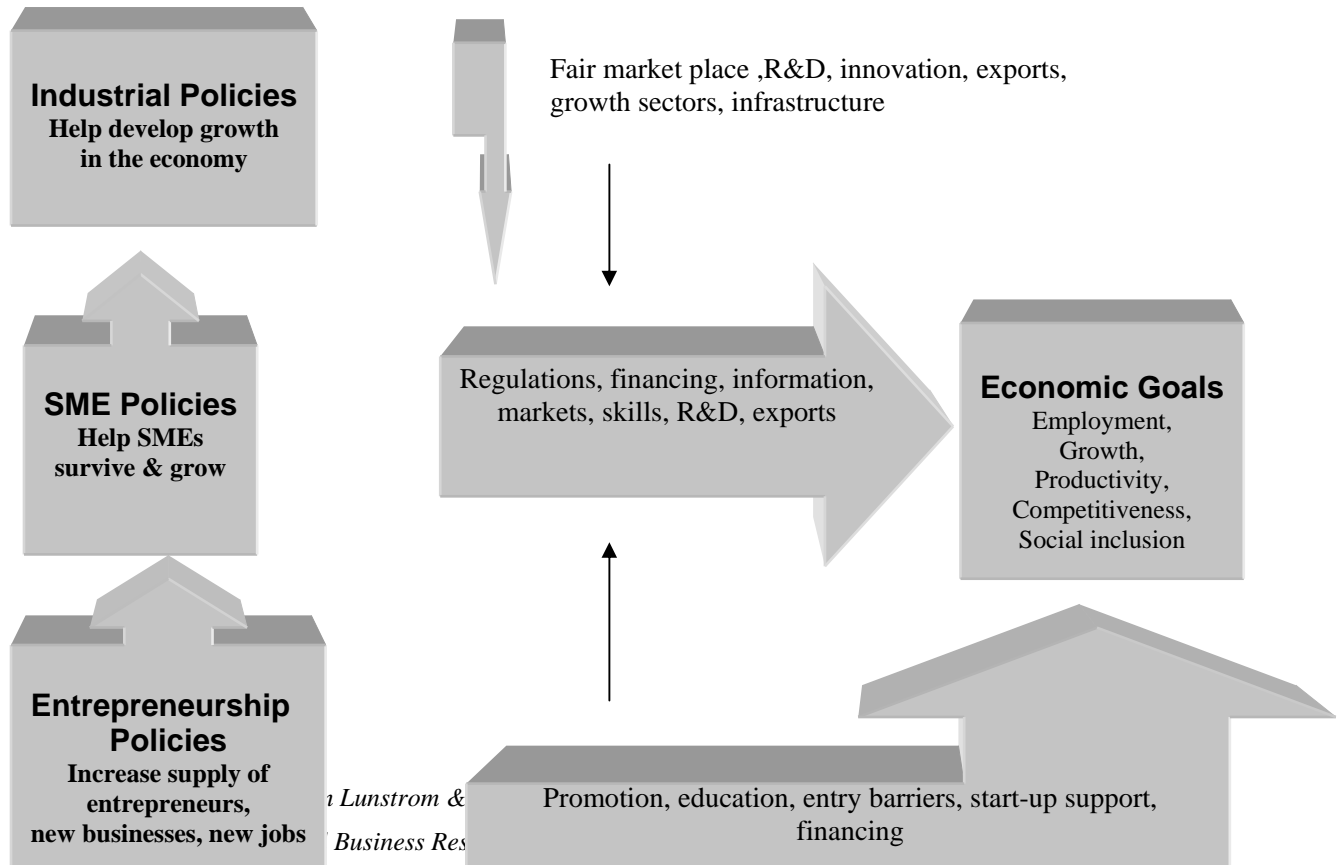 Industrial Policies
Help develop growth
in the economy
Fair market place ,R&D, innovation, exports,
growth sectors, infrastructure
SME Policies
Help SMEs
survive & grow
Regulations, financing, information,
markets, skills, R&D, exports
Economic Goals
Employment,
Growth,
Productivity,
Competitiveness,
Social inclusion
Entrepreneurship
Policies
Increase supply of
entrepreneurs,
new businesses, new jobs
Lunstrom &
Business
Promotion, education, entry barriers, start-up support,
financing